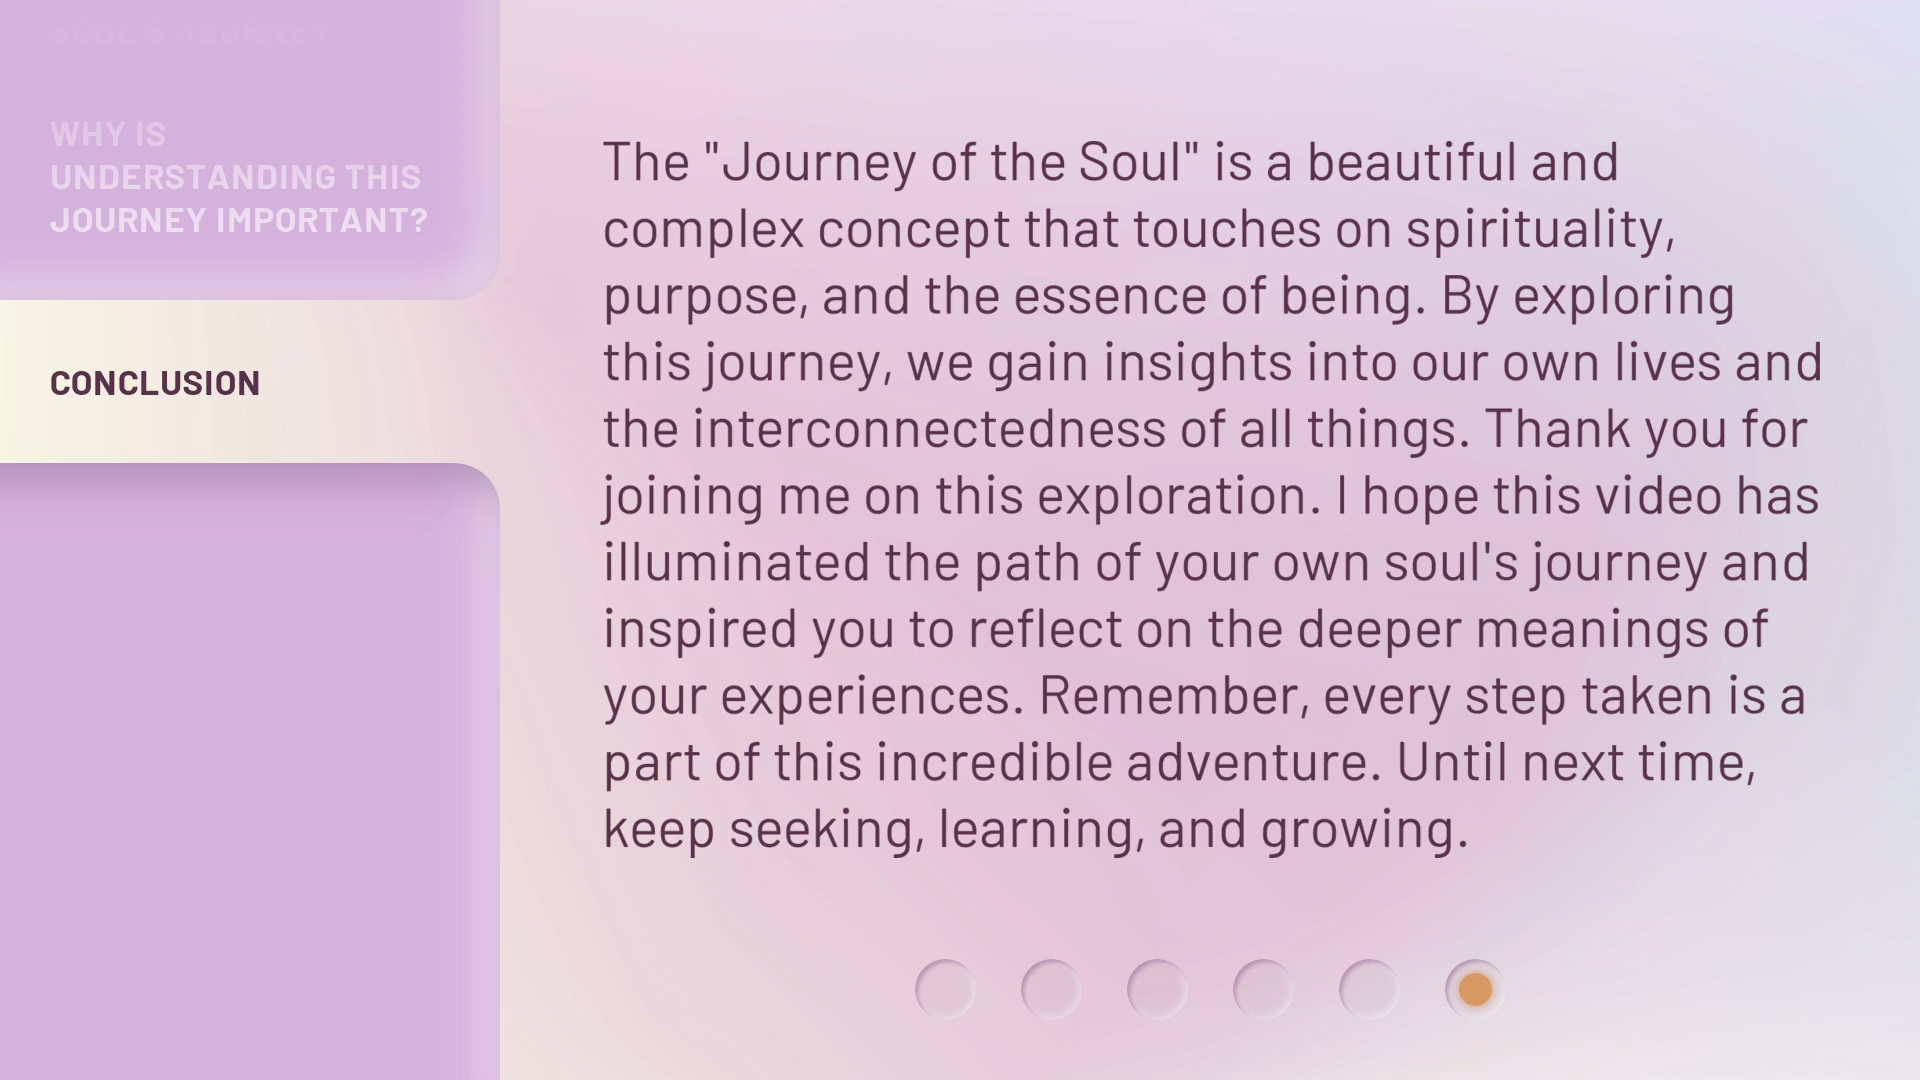 SOUL'S JOURNEY
WHY IS
UNDERSTANDING THIS
JOURNEY IMPORTANT?
CONCLUSION
The "Journey of the Soul" is a beautiful and
complex concept that touches on spirituality,
purpose, and the essence of being. By exploring
this journey, we gain insights into our own lives and
the interconnectedness of all things. Thank you for
joining me on this exploration. I hope this video has
illuminated the path of your own soul's journey and
inspired you to reflect on the deeper meanings of
your experiences. Remember, every step taken is a
part of this incredible adventure. Until next time,
keep seeking, learning, and growing.